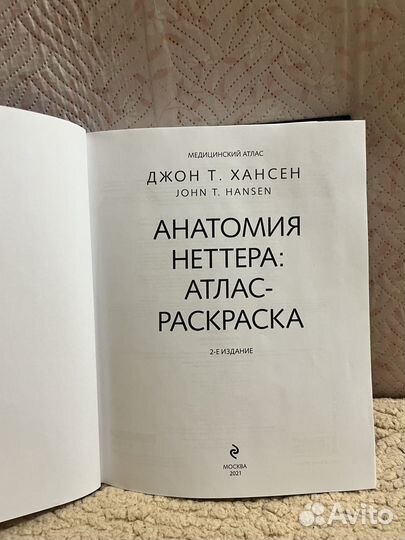 МЕДИЦИНСКИЙ АТЛАС
ДЖОН Т. ХАНСЕН
JOHN T. HANSEN
АНАТОМИЯ
НЕТТЕРА:
АТЛАС-
РАСКРАСКА
2-Е ИЗДАНИЕ
МОСКВА
2021
Avito